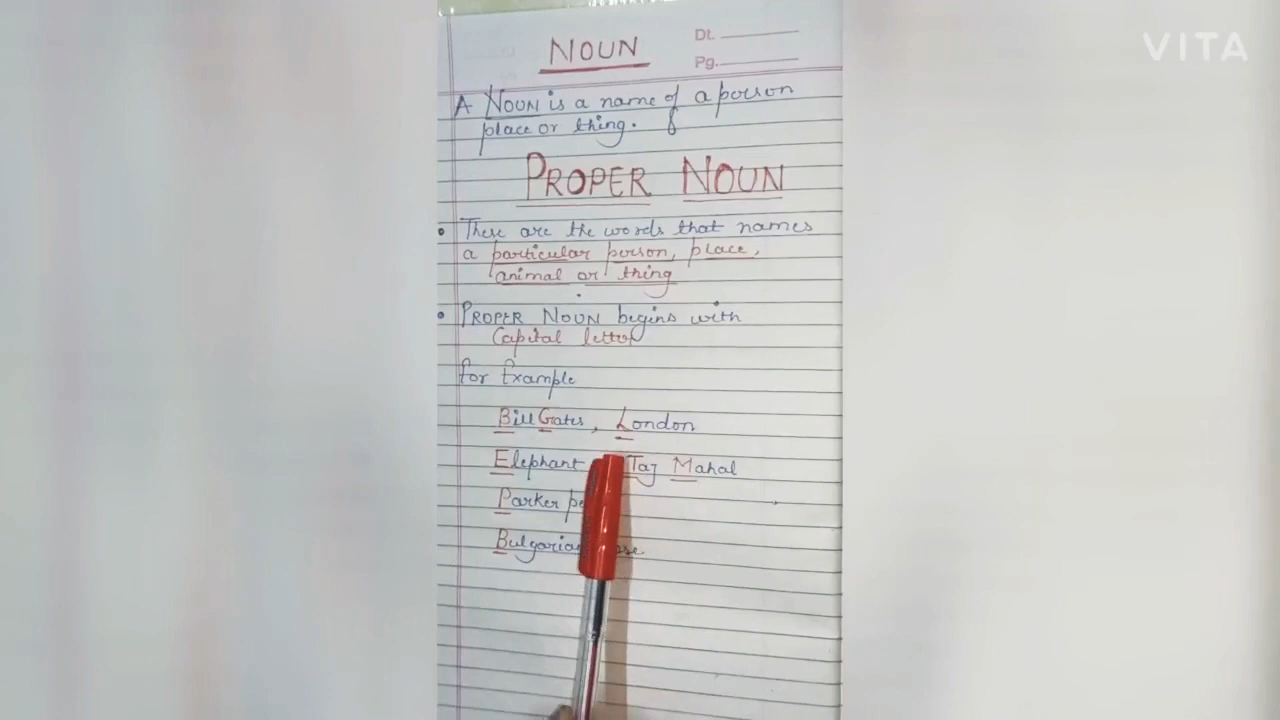 VITA
NOUN
Dt.
Pg.
A NOUN is a name of a person
place or thing.
PROPER NOUN
• These are the words that names
a particular person, place,
animal or thing
• PROPER NOUN begins with
Capital letter
for Example
Bill Gates, London
Elephant Taj Mahal
Parker